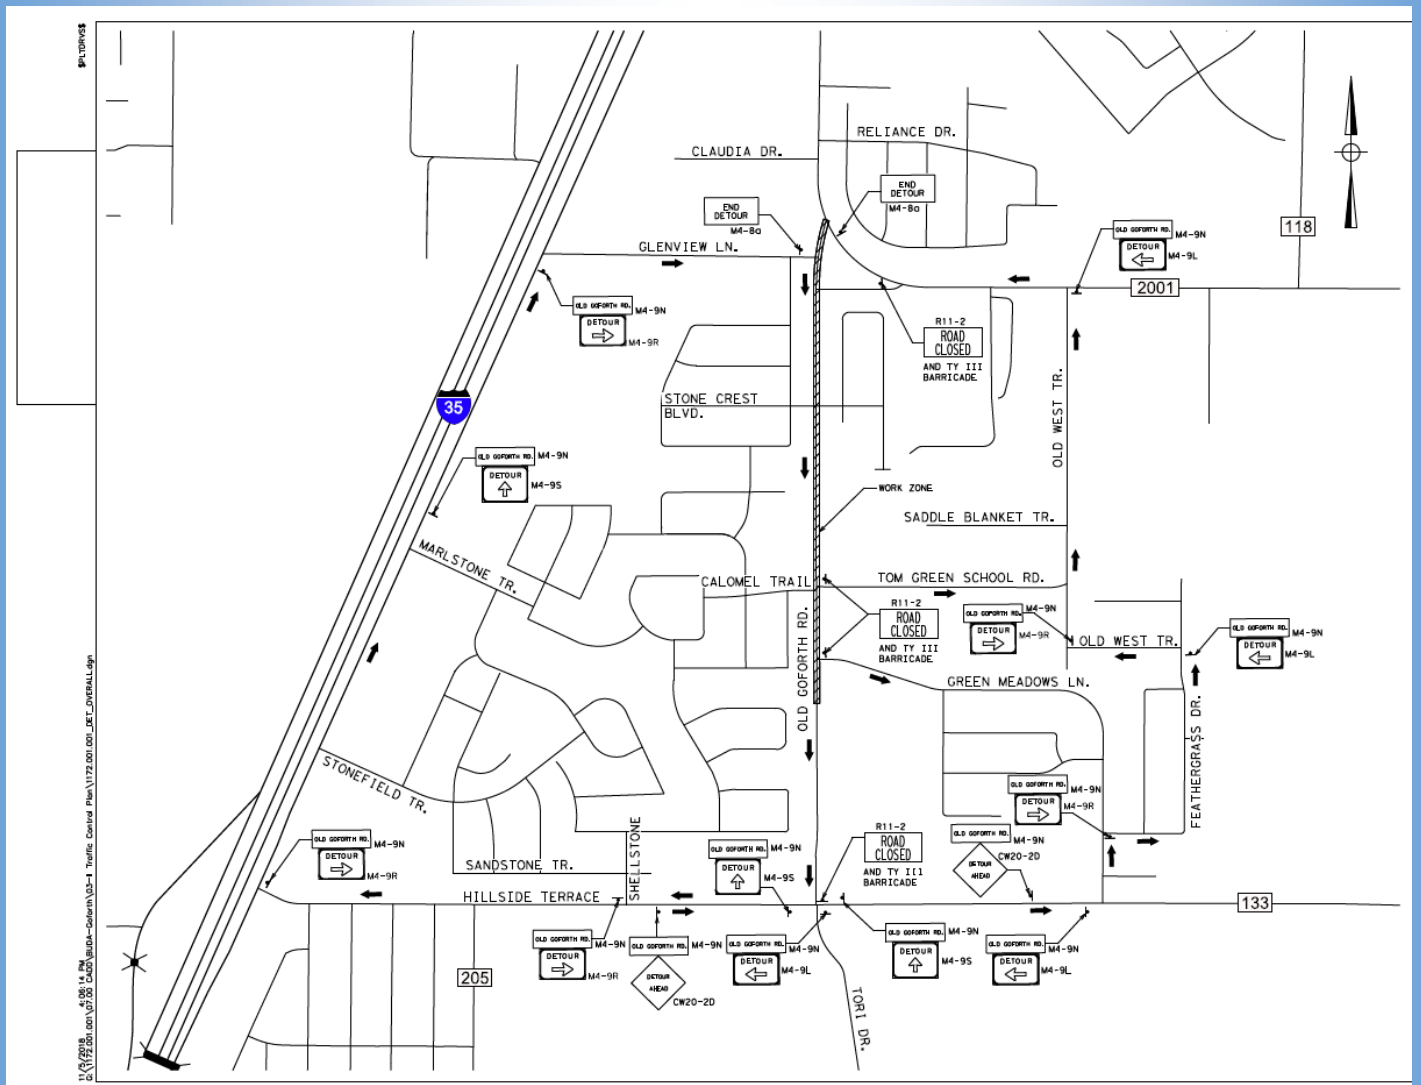 $PLTDRVS$
RELIANCE DR.
CLAUDIA DR.
END
DETOUR
M4-8a
END
DETOUR
M4-8a
118
OLD GOFORTH RD.
M4-9N
DETOUR
M4-9L
GLENVIEW LN.
2001
OLD GOFORTH RD.
M4-9N
DETOUR
M4-9R
R11-2
ROAD
CLOSED
AND TY III
BARRICADE
35
STONE CREST
BLVD.
OLD WEST TR.
OLD GOFORTH RD.
M4-9N
DETOUR
M4-9S
WORK ZONE
SADDLE BLANKET TR.
MARLSTONE TR.
CALOMEL TRAIL
TOM GREEN SCHOOL RD.
R11-2
ROAD
CLOSED
AND TY III
BARRICADE
OLD GOFORTH RD.
M4-9N
DETOUR
M4-9R
OLD WEST TR.
OLD GOFORTH RD.
M4-9N
DETOUR
M4-9L
OLD GOFORTH RD.
GREEN MEADOWS LN.
FEATHERGRASS DR.
STONEFIELD TR.
OLD GOFORTH RD.
M4-9N
DETOUR
M4-9R
OLD GOFORTH RD.
M4-9N
DETOUR
M4-9R
SANDSTONE TR.
SHELLSTONE
OLD GOFORTH RD.
M4-9N
DETOUR
M4-9S
R11-2
ROAD
CLOSED
AND TY III
BARRICADE
OLD GOFORTH RD.
M4-9N
DETOUR
AHEAD
CW20-2D
HILLSIDE TERRACE
133
OLD GOFORTH RD.
M4-9N
DETOUR
M4-9R
OLD GOFORTH RD.
M4-9N
DETOUR
AHEAD
CW20-2D
OLD GOFORTH RD.
M4-9N
DETOUR
M4-9L
OLD GOFORTH RD.
M4-9N
DETOUR
M4-9S
OLD GOFORTH RD.
M4-9N
DETOUR
M4-9L
205
TORI DR.
11/5/2018 4:06:14 PM